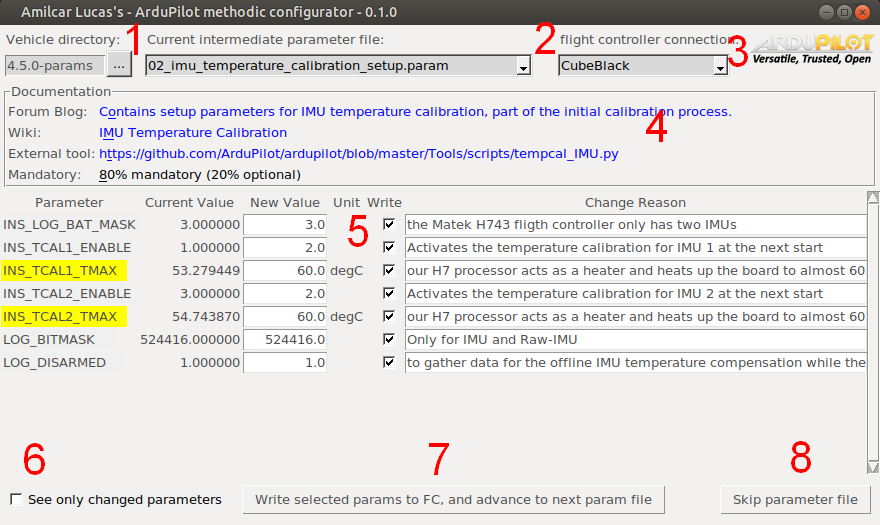 Amilcar Lucas's - ArduPilot methodic configurator - 0.1.0
Vehicle directory: 1 Current intermediate parameter file: 2 flight controller connection: 3 ARDUPILOT
4.5.0-params ... 02_imu_temperature_calibration_setup.param CubeBlack Versatile, Trusted, Open
Documentation
Forum Blog: Contains setup parameters for IMU temperature calibration, part of the initial calibration process. 4
Wiki: IMU Temperature Calibration
External tool: https://github.com/ArduPilot/ardupilot/blob/master/Tools/scripts/tempcal_IMU.py
Mandatory: 80% mandatory (20% optional)
Parameter Current Value New Value Unit Write Change Reason
INS_LOG_BAT_MASK 3.000000 3.0 5 the Matek H743 fligth controller only has two IMUs
INS_TCAL1_ENABLE 1.000000 2.0 Activates the temperature calibration for IMU 1 at the next start
INS_TCAL1_TMAX 53.279449 60.0 degC our H7 processor acts as a heater and heats up the board to almost 60
INS_TCAL2_ENABLE 3.000000 2.0 Activates the temperature calibration for IMU 2 at the next start
INS_TCAL2_TMAX 54.743870 60.0 degC our H7 processor acts as a heater and heats up the board to almost 60
LOG_BITMASK 524416.000000 524416.0 Only for IMU and Raw-IMU
LOG_DISARMED 1.000000 1.0 to gather data for the offline IMU temperature compensation while the
6 7 8
See only changed parameters Write selected params to FC, and advance to next param file Skip parameter file